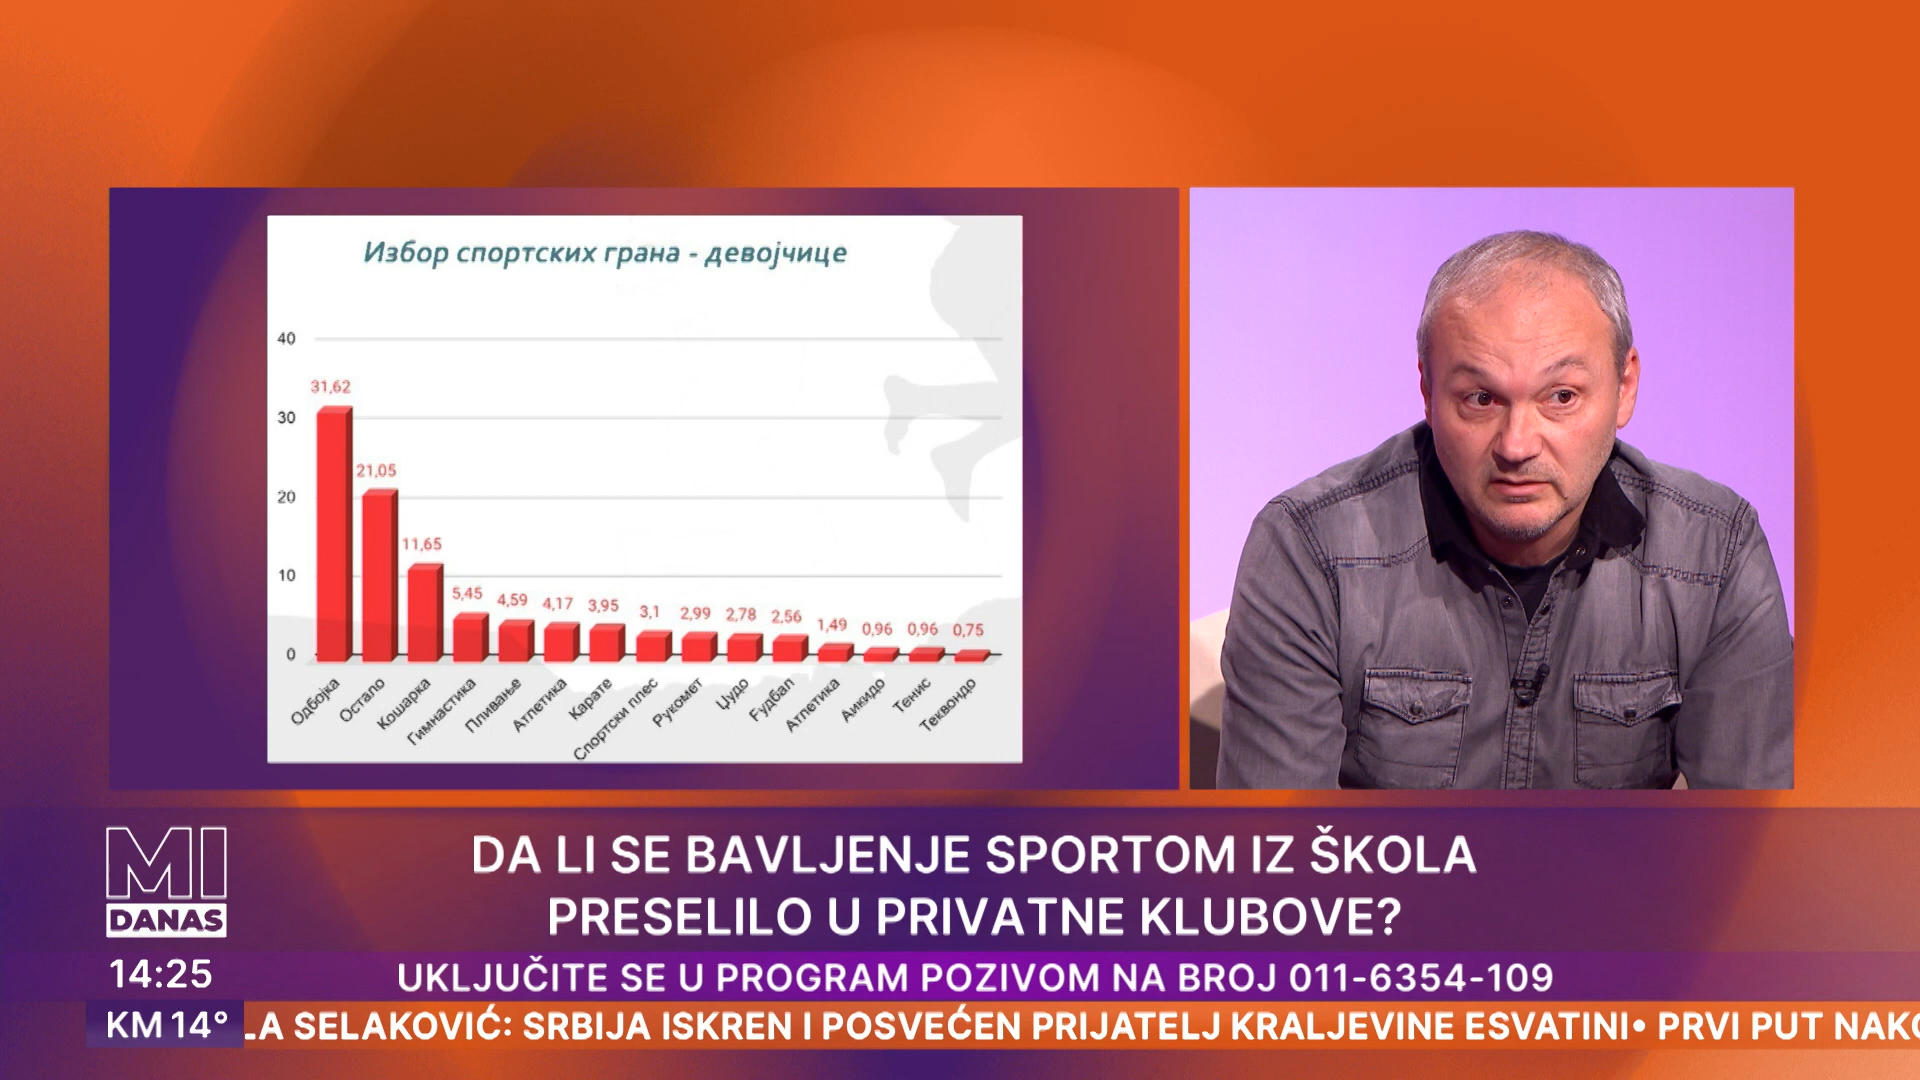 Избор спортских грана - девојчице
40
30
20
10
0
31,62
21,05
11,65
5,45
4,59
4,17
3,95
3,1
2,99
2,78
2,56
1,49
0,96
0,96
0,75
Одбојка
Остало
Кошарка
Гимнастика
Пливање
Атлетика
Карате
Спортски плес
Рукомет
Џудо
Фудбал
Атлетика
Аикидо
Тенис
Теквондо
DA LI SE BAVLJENJE SPORTOM IZ ŠKOLA
PRESELILO U PRIVATNE KLUBOVE?
MI
DANAS
14:25
UKLJUČITE SE U PROGRAM POZIVOM NA BROJ 011-6354-109
KM 14°
LA SELAKOVIĆ: SRBIJA ISKREN I POSVEĆEN PRIJATELJ KRALJEVINE ESVATINI• PRVI PUT NAKO